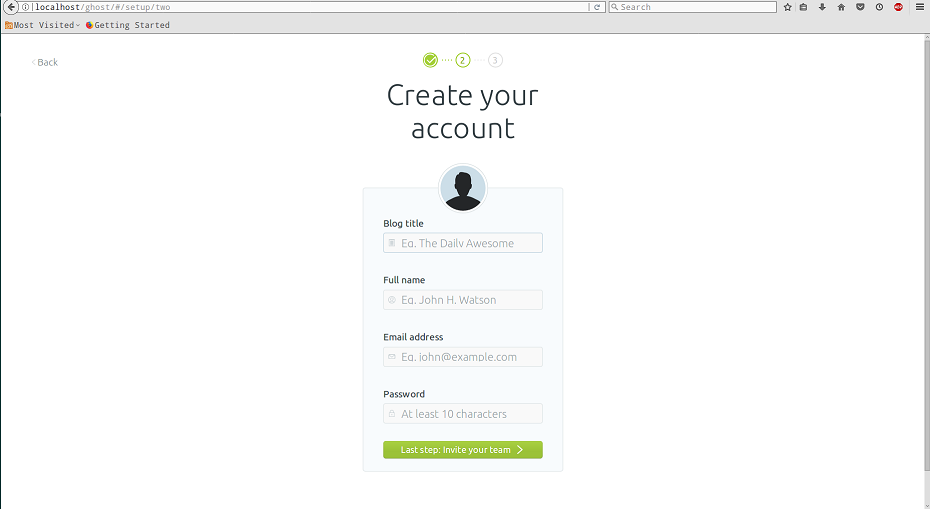 localhost/ghost/#/setup/two
Search
Most Visited
Getting Started
Back
2
3
Create your
account
Blog title
Eg. The Daily Awesome
Full name
Eg. John H. Watson
Email address
Eg. john@example.com
Password
At least 10 characters
Last step: Invite your team